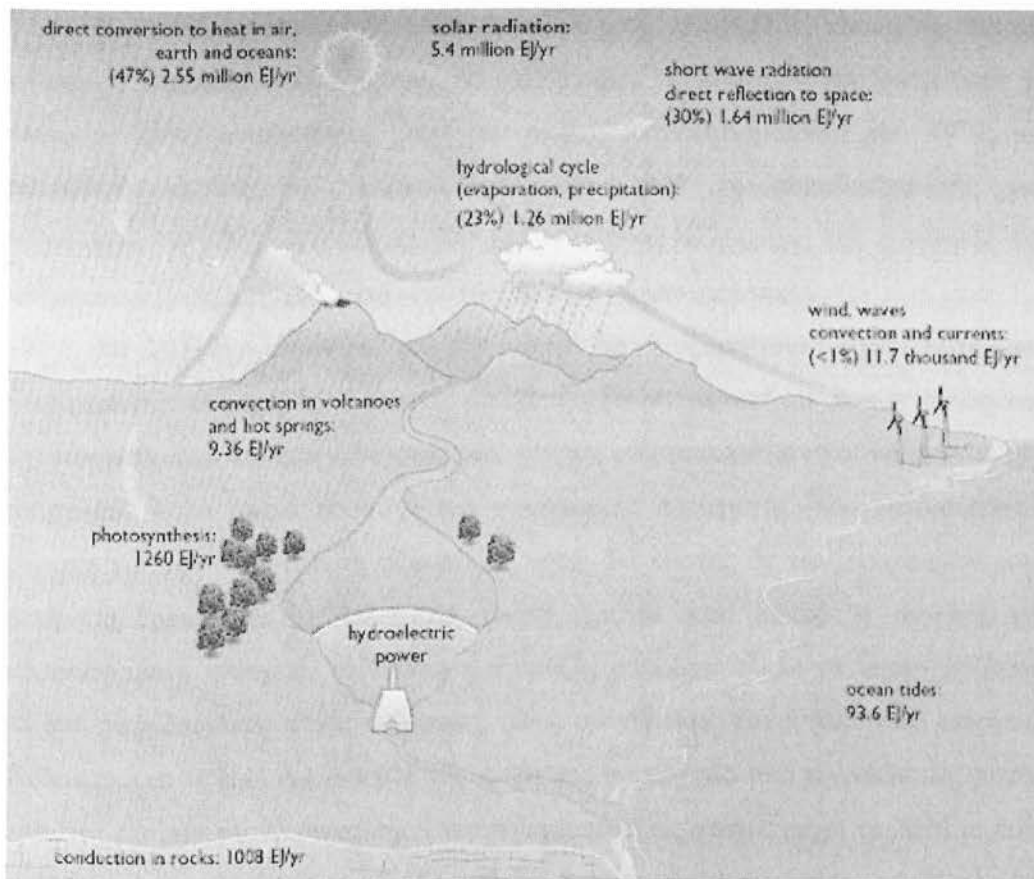 direct conversion to heat in air,
earth and oceans:
(47%) 2.55 million EJ/yr
solar radiation:
5.4 million EJ/yr
short wave radiation
direct reflection to space:
(30%) 1.64 million EJ/yr
hydrological cycle
(evaporation, precipitation):
(23%) 1.26 million EJ/yr
wind, waves
convection and currents:
(<1%) 11.7 thousand EJ/yr
convection in volcanoes
and hot springs:
9.36 EJ/yr
photosynthesis:
1260 EJ/yr
hydroelectric
power
ocean tides:
93.6 EJ/yr
conduction in rocks: 1008 EJ/yr